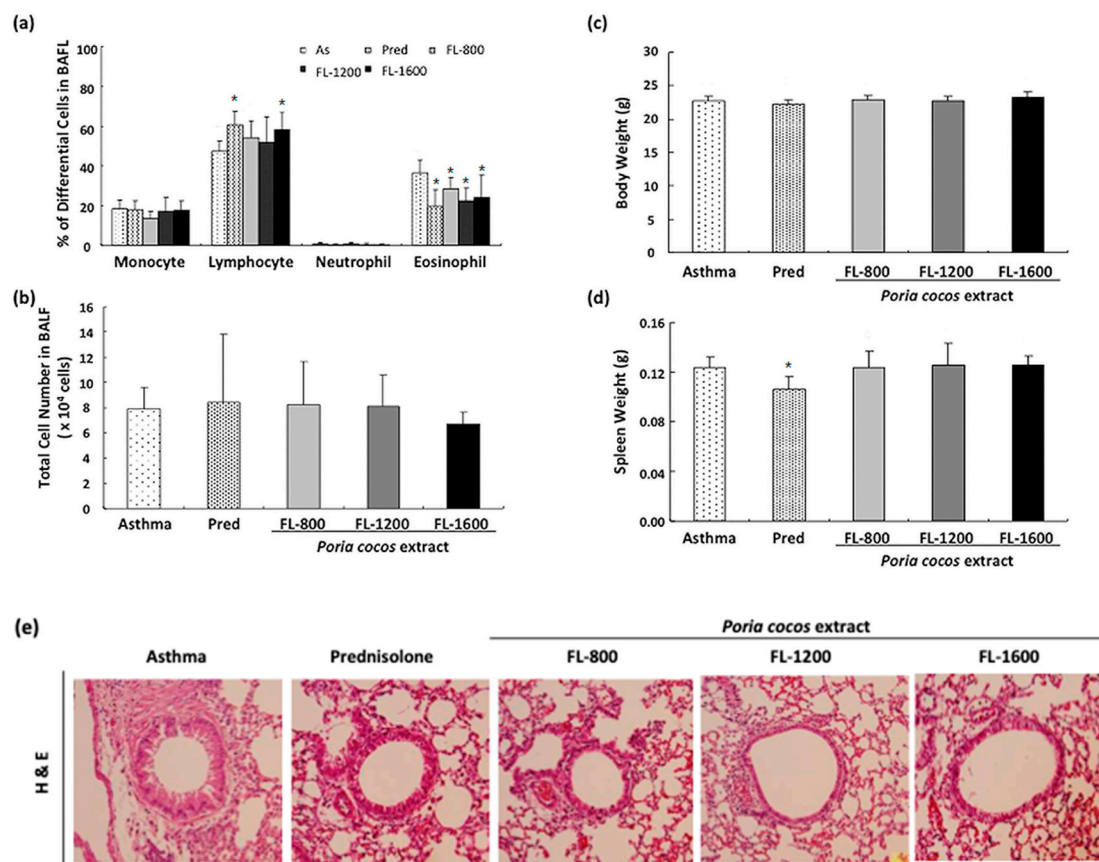 (a)
% of Differential Cells in BAFL
100
80
60
40
20
0
As Pred FL-800
FL-1200 FL-1600
*
*
* * * *
Monocyte Lymphocyte Neutrophil Eosinophil
(b)
Total Cell Number in BALF
( x 10⁴ cells)
16
14
12
10
8
6
4
2
0
Asthma Pred FL-800 FL-1200 FL-1600
Poria cocos extract
(c)
Body Weight (g)
30
25
20
15
10
5
0
Asthma Pred FL-800 FL-1200 FL-1600
Poria cocos extract
(d)
Spleen Weight (g)
0.16
0.12
0.08
0.04
0.00
*
Asthma Pred FL-800 FL-1200 FL-1600
Poria cocos extract
(e)
Poria cocos extract
Asthma Prednisolone FL-800 FL-1200 FL-1600
H & E